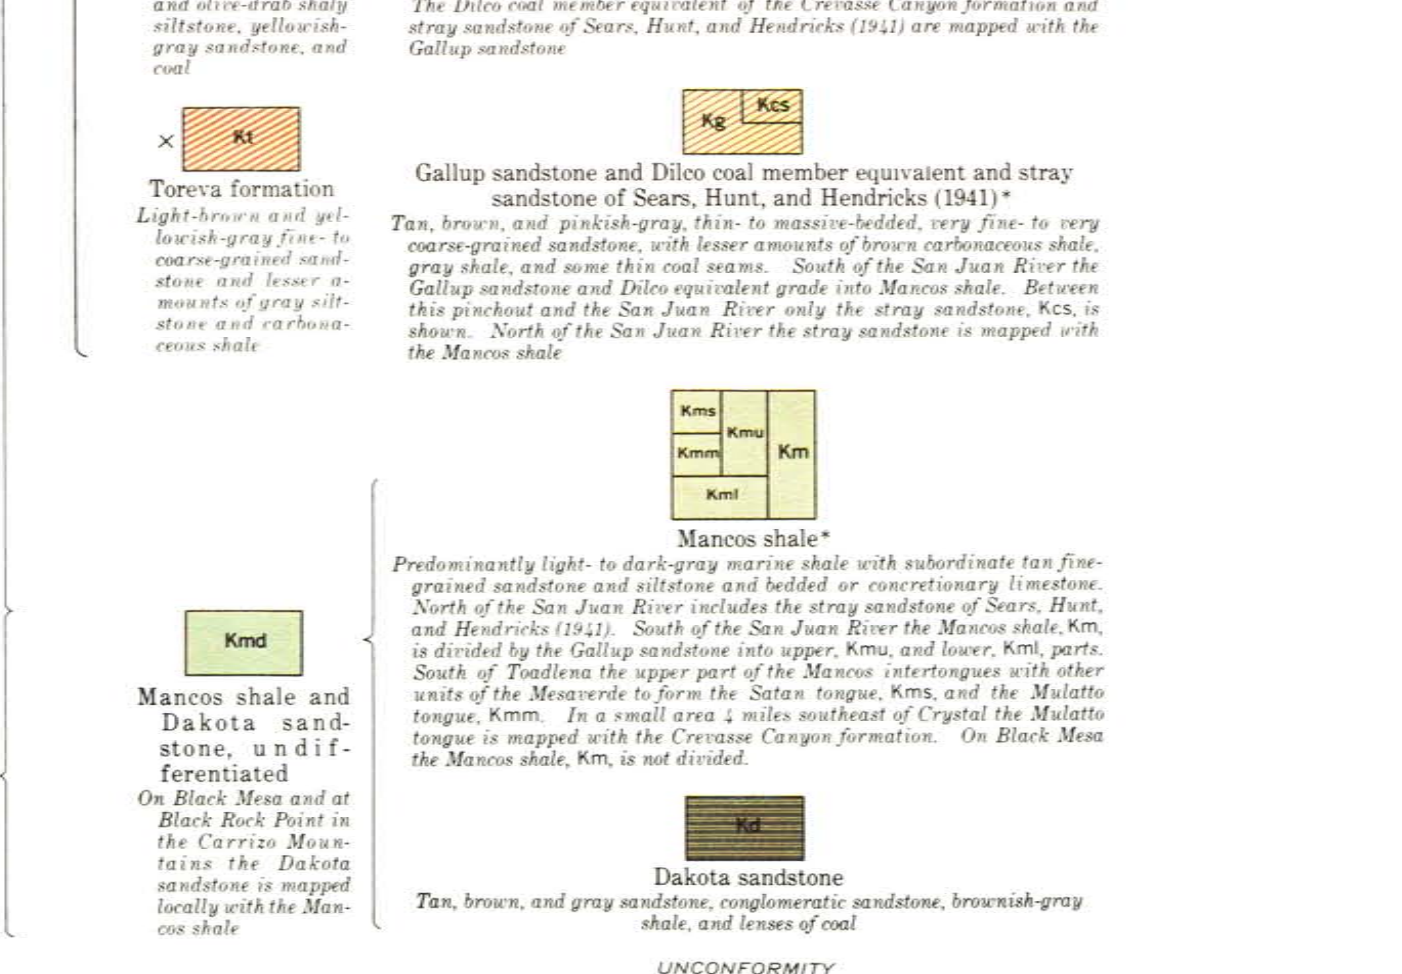 and olive-drab shaly
siltstone, yellowish-
gray sandstone, and
coal
The Dilco coal member equivalent of the Crevasse Canyon formation and
stray sandstone of Sears, Hunt, and Hendricks (1941) are mapped with the
Gallup sandstone
× Kt
Toreva formation
Light-brown and yel-
lowish-gray fine- to
coarse-grained sand-
stone and lesser a-
mounts of gray silt-
stone and carbona-
ceous shale
Kg Kcs
Gallup sandstone and Dilco coal member equivalent and stray
sandstone of Sears, Hunt, and Hendricks (1941)*
Tan, brown, and pinkish-gray, thin- to massive-bedded, very fine- to very
coarse-grained sandstone, with lesser amounts of brown carbonaceous shale,
gray shale, and some thin coal seams. South of the San Juan River the
Gallup sandstone and Dilco equivalent grade into Mancos shale. Between
this pinchout and the San Juan River only the stray sandstone, Kcs, is
shown. North of the San Juan River the stray sandstone is mapped with
the Mancos shale
Kms
Kmu
Km
Kmm
Kml
Mancos shale*
Predominantly light- to dark-gray marine shale with subordinate tan fine-
grained sandstone and siltstone and bedded or concretionary limestone.
North of the San Juan River includes the stray sandstone of Sears, Hunt,
and Hendricks (1941). South of the San Juan River the Mancos shale, Km,
is divided by the Gallup sandstone into upper, Kmu, and lower, Kml, parts.
South of Toadlena the upper part of the Mancos intertongues with other
units of the Mesaverde to form the Satan tongue, Kms, and the Mulatto
tongue, Kmm. In a small area 4 miles southeast of Crystal the Mulatto
tongue is mapped with the Crevasse Canyon formation. On Black Mesa
the Mancos shale, Km, is not divided.
Kmd
Mancos shale and
Dakota sand-
stone, undif-
ferentiated
On Black Mesa and at
Black Rock Point in
the Carrizo Moun-
tains the Dakota
sandstone is mapped
locally with the Man-
cos shale
Kd
Dakota sandstone
Tan, brown, and gray sandstone, conglomeratic sandstone, brownish-gray
shale, and lenses of coal
UNCONFORMITY